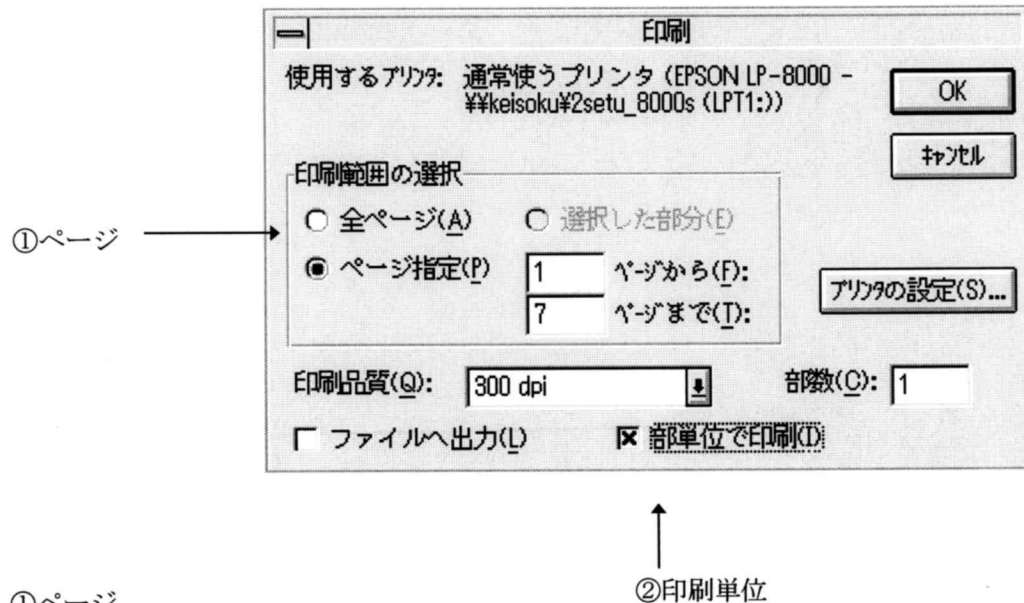 印刷
使用するプリンタ: 通常使うプリンタ (EPSON LP-8000 -
¥¥keisoku¥2setu_8000s (LPT1:))
OK
キャンセル
印刷範囲の選択
①ページ
全ページ(A)
選択した部分(E)
ページ指定(P)
1 ページから(F):
7 ページまで(T):
プリンタの設定(S)...
印刷品質(Q): 300 dpi
部数(C): 1
ファイルへ出力(L)
部単位で印刷(I)
②印刷単位
①ページ